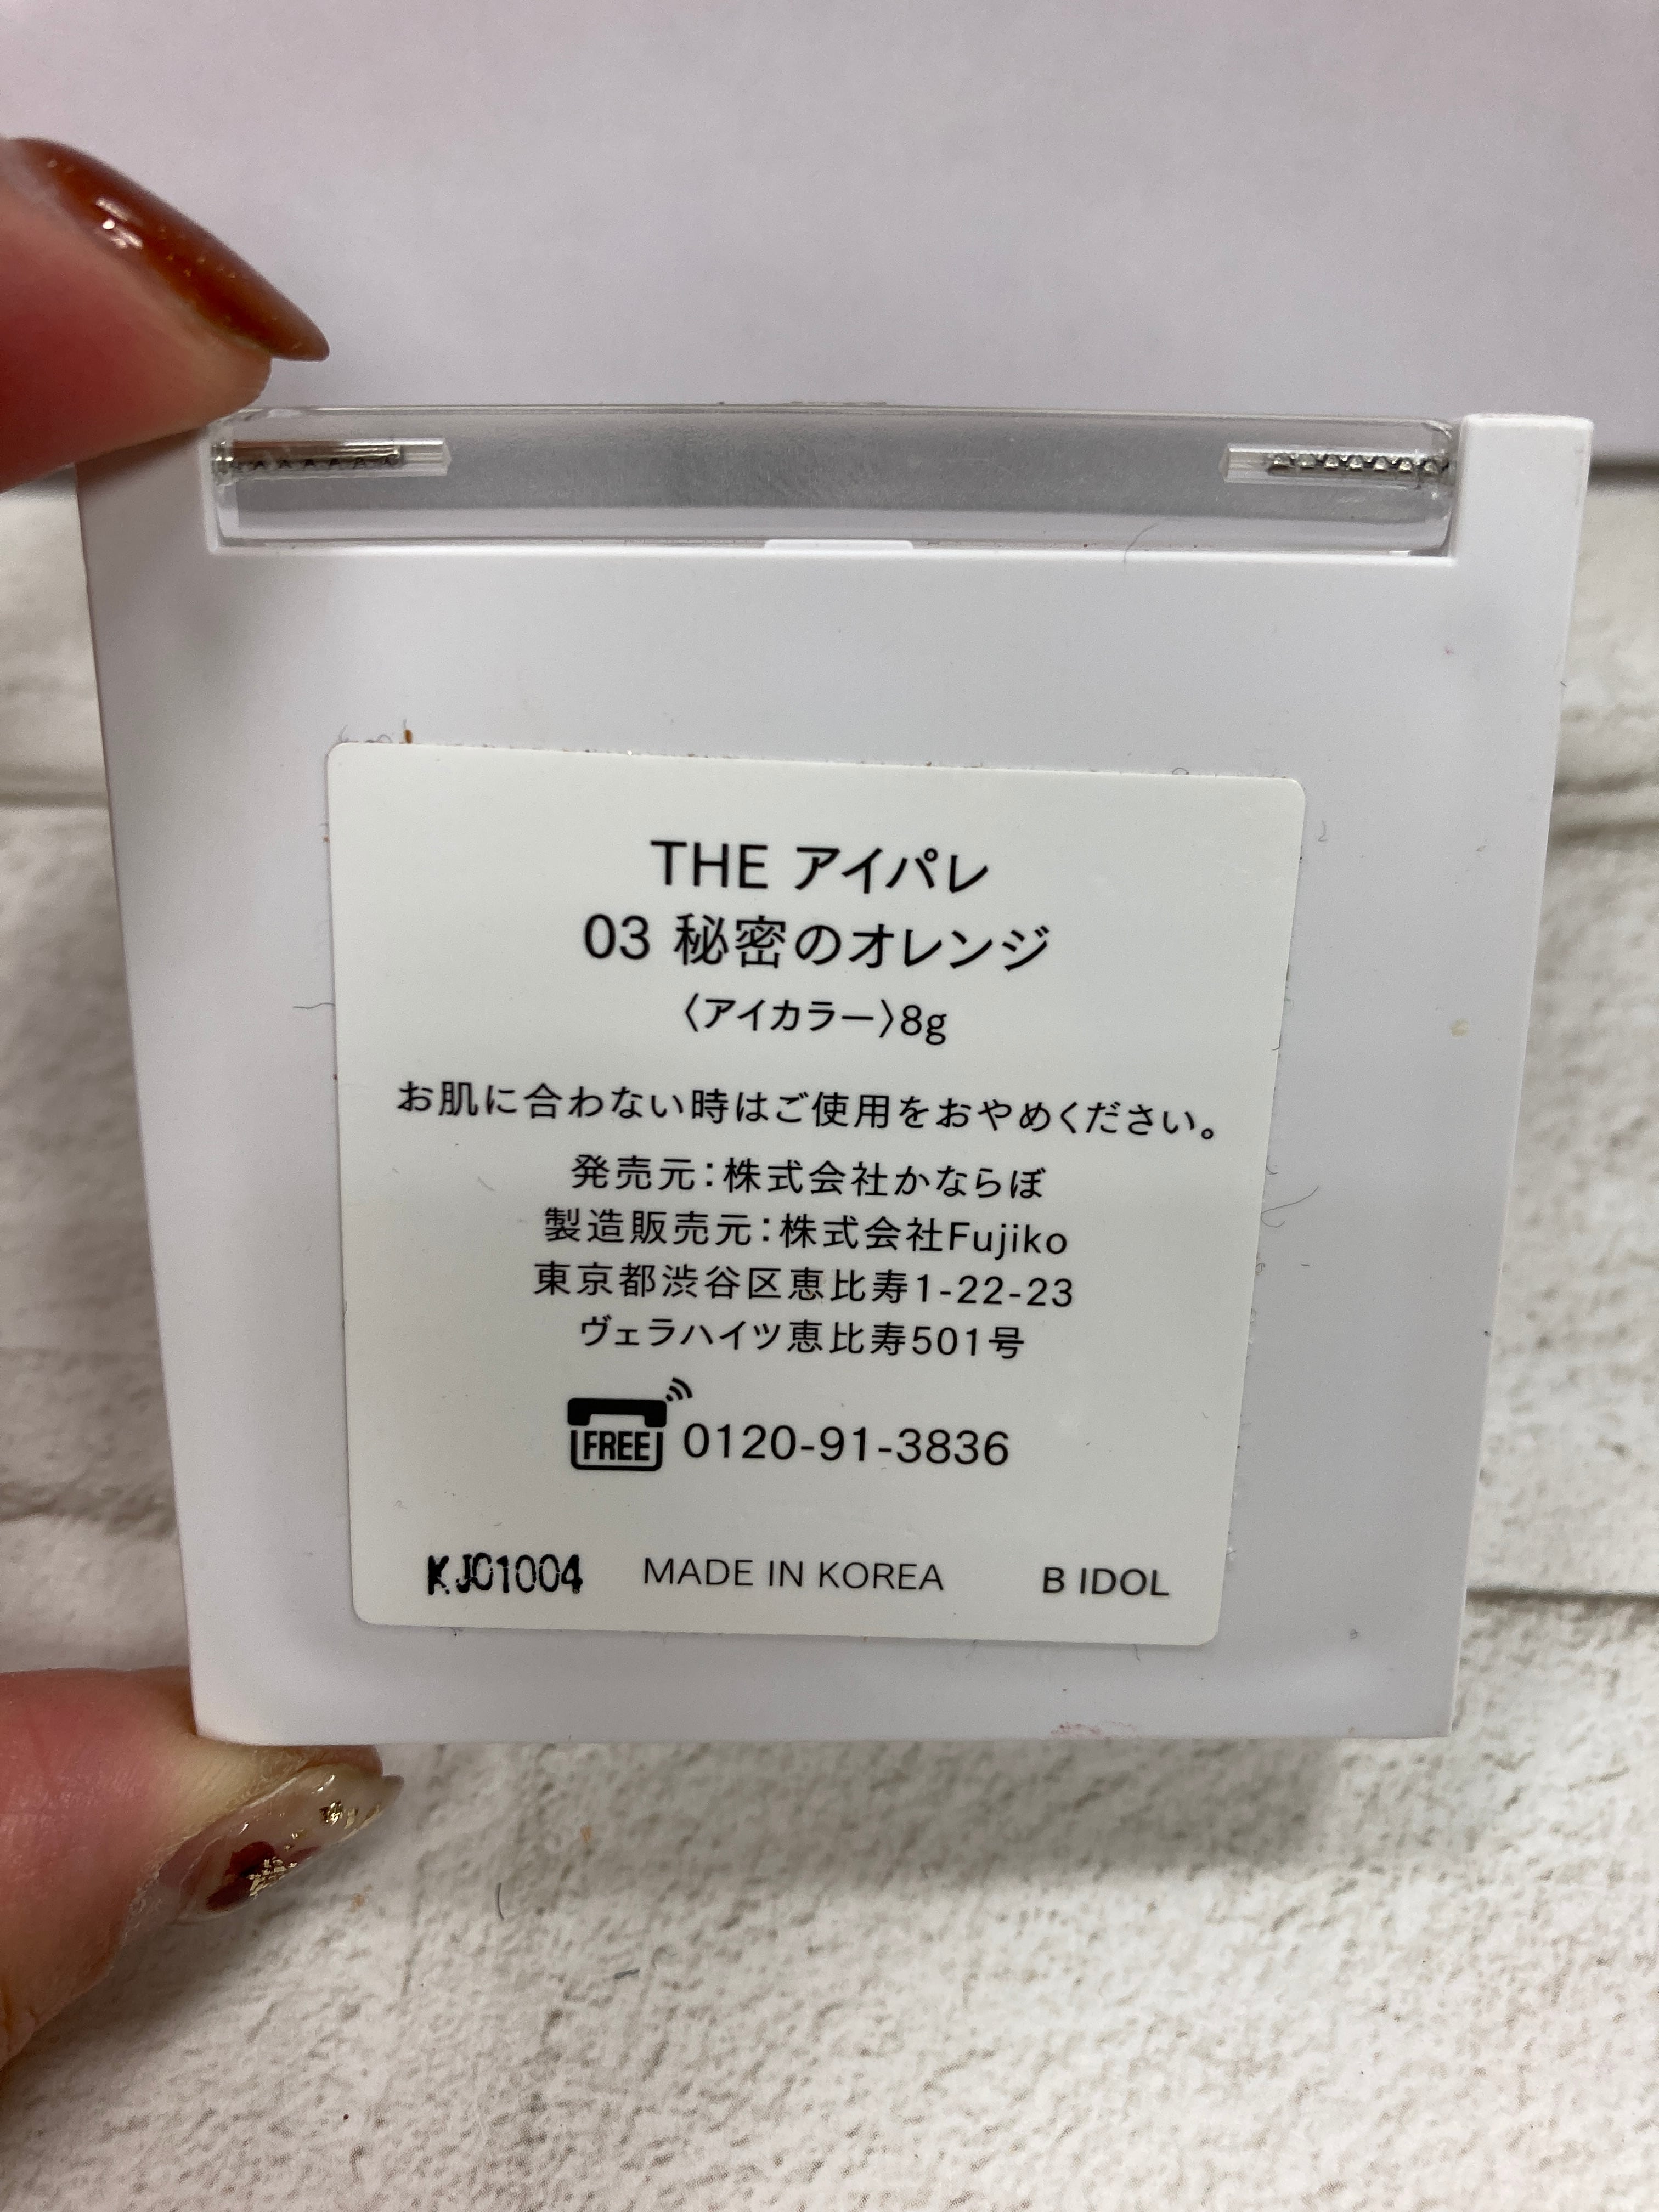 THE アイパレ
03 秘密のオレンジ
〈アイカラー〉8g
お肌に合わない時はご使用をおやめください。
発売元：株式会社かならぼ
製造販売元：株式会社Fujiko
東京都渋谷区恵比寿1-22-23
ヴェラハイツ恵比寿501号
FREE 0120-91-3836
KJ01004 MADE IN KOREA B IDOL